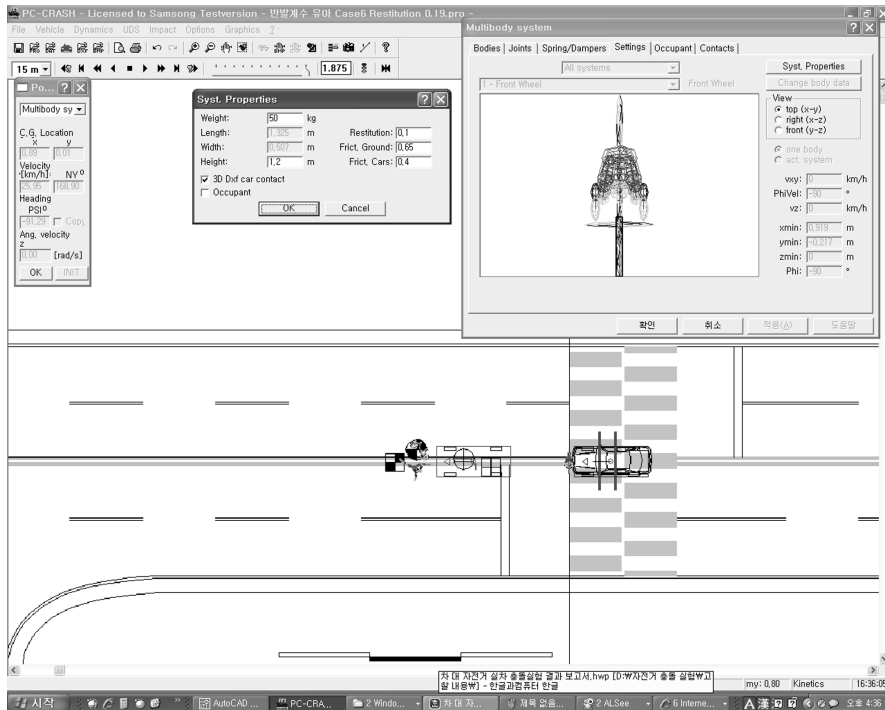 PC-CRASH - Licensed to Samsong Testversion - 반발계수 유아 Case6 Restitution 0.19.pro -
File Vehicle Dynamics UDS Impact Options Graphics ?
15 m
1.875
Po...
Multibody sy
C.G. Location
x y
0,89 0,01
Velocity
[km/h]: NY º
25,95 168,90
Heading
PSIº
-91,29 Copy
Ang. velocity
z
0,00 [rad/s]
OK INIT
Syst. Properties
Weight: 50 kg
Length: 1,325 m Restitution: 0,1
Width: 0,507 m Frict, Ground: 0,65
Height: 1,2 m Frict, Cars: 0,4
3D Dxf car contact
Occupant
OK Cancel
Multibody system
Bodies Joints Spring/Dampers Settings Occupant Contacts
All systems Syst. Properties
1 - Front Wheel Front Wheel Change body data
View
top (x-y)
right (x-z)
front (y-z)
one body
act. system
vxy: 0 km/h
PhiVel: -90 °
vz: 0 km/h
xmin: 0,919 m
ymin: -0,217 m
zmin: 0 m
Phi: -90 °
확인 취소 적용(A) 도움말
차 대 자전거 실차 충돌실험 결과 보고서.hwp [D:₩자전거 충돌 실험₩고
찰 내용₩] - 한글과컴퓨터 한글
my: 0,80 Kinetics 16:36:05
시작 AutoCAD ... PC-CRA... 2 Windo... 차 대 자... 제목 없음... 2 ALSee 6 Interne... A 漢 오후 4:36